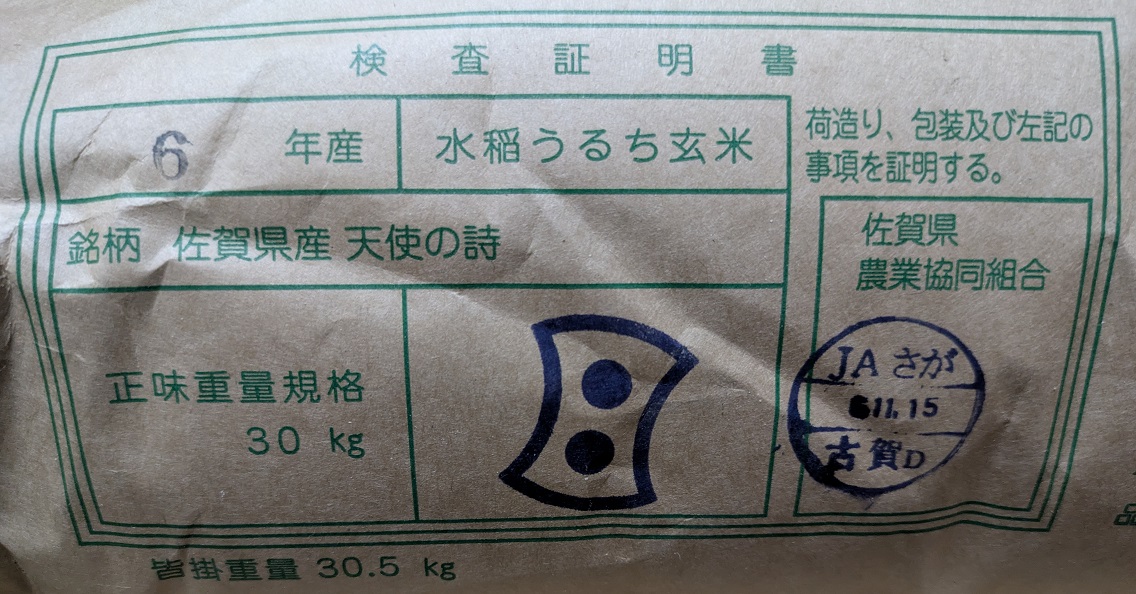 検査証明書
6 年産
水稲うるち玄米
荷造り、包装及び左記の
事項を証明する。
銘柄 佐賀県産 天使の詩
佐賀県
農業協同組合
正味重量規格
30 kg
JAさが
6.11.15
古賀D
皆掛重量 30.5 kg